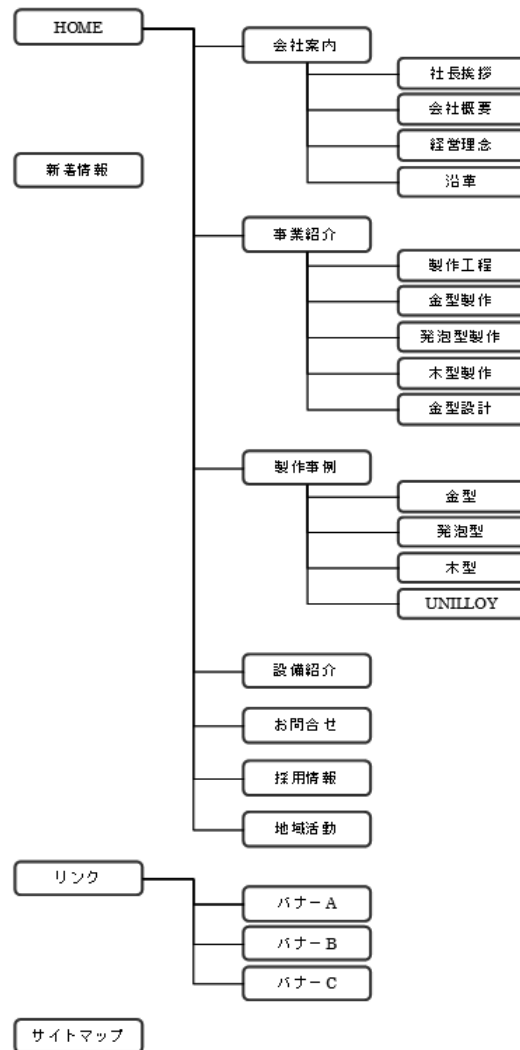 HOME
会社案内
社長挨拶
会社概要
経営理念
沿革
新着情報
事業紹介
製作工程
金型製作
発泡型製作
木型製作
金型設計
製作事例
金型
発泡型
木型
UNILLOY
設備紹介
お問合せ
採用情報
地域活動
リンク
バナーA
バナーB
バナーC
サイトマップ